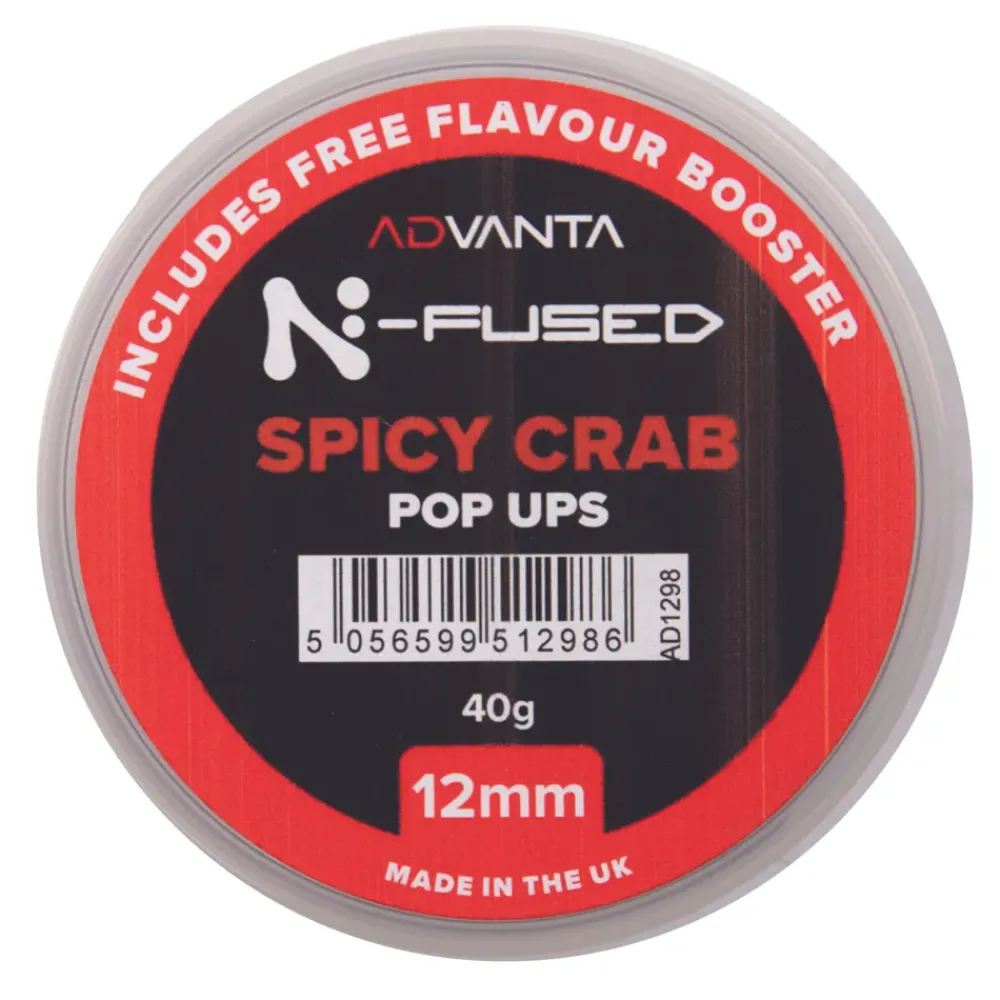 INCLUDES FREE FLAVOUR BOOSTER
ADVANTA
N-FUSED
SPICY CRAB
POP UPS
5 056599 512986
AD1298
40g
12mm
MADE IN THE UK